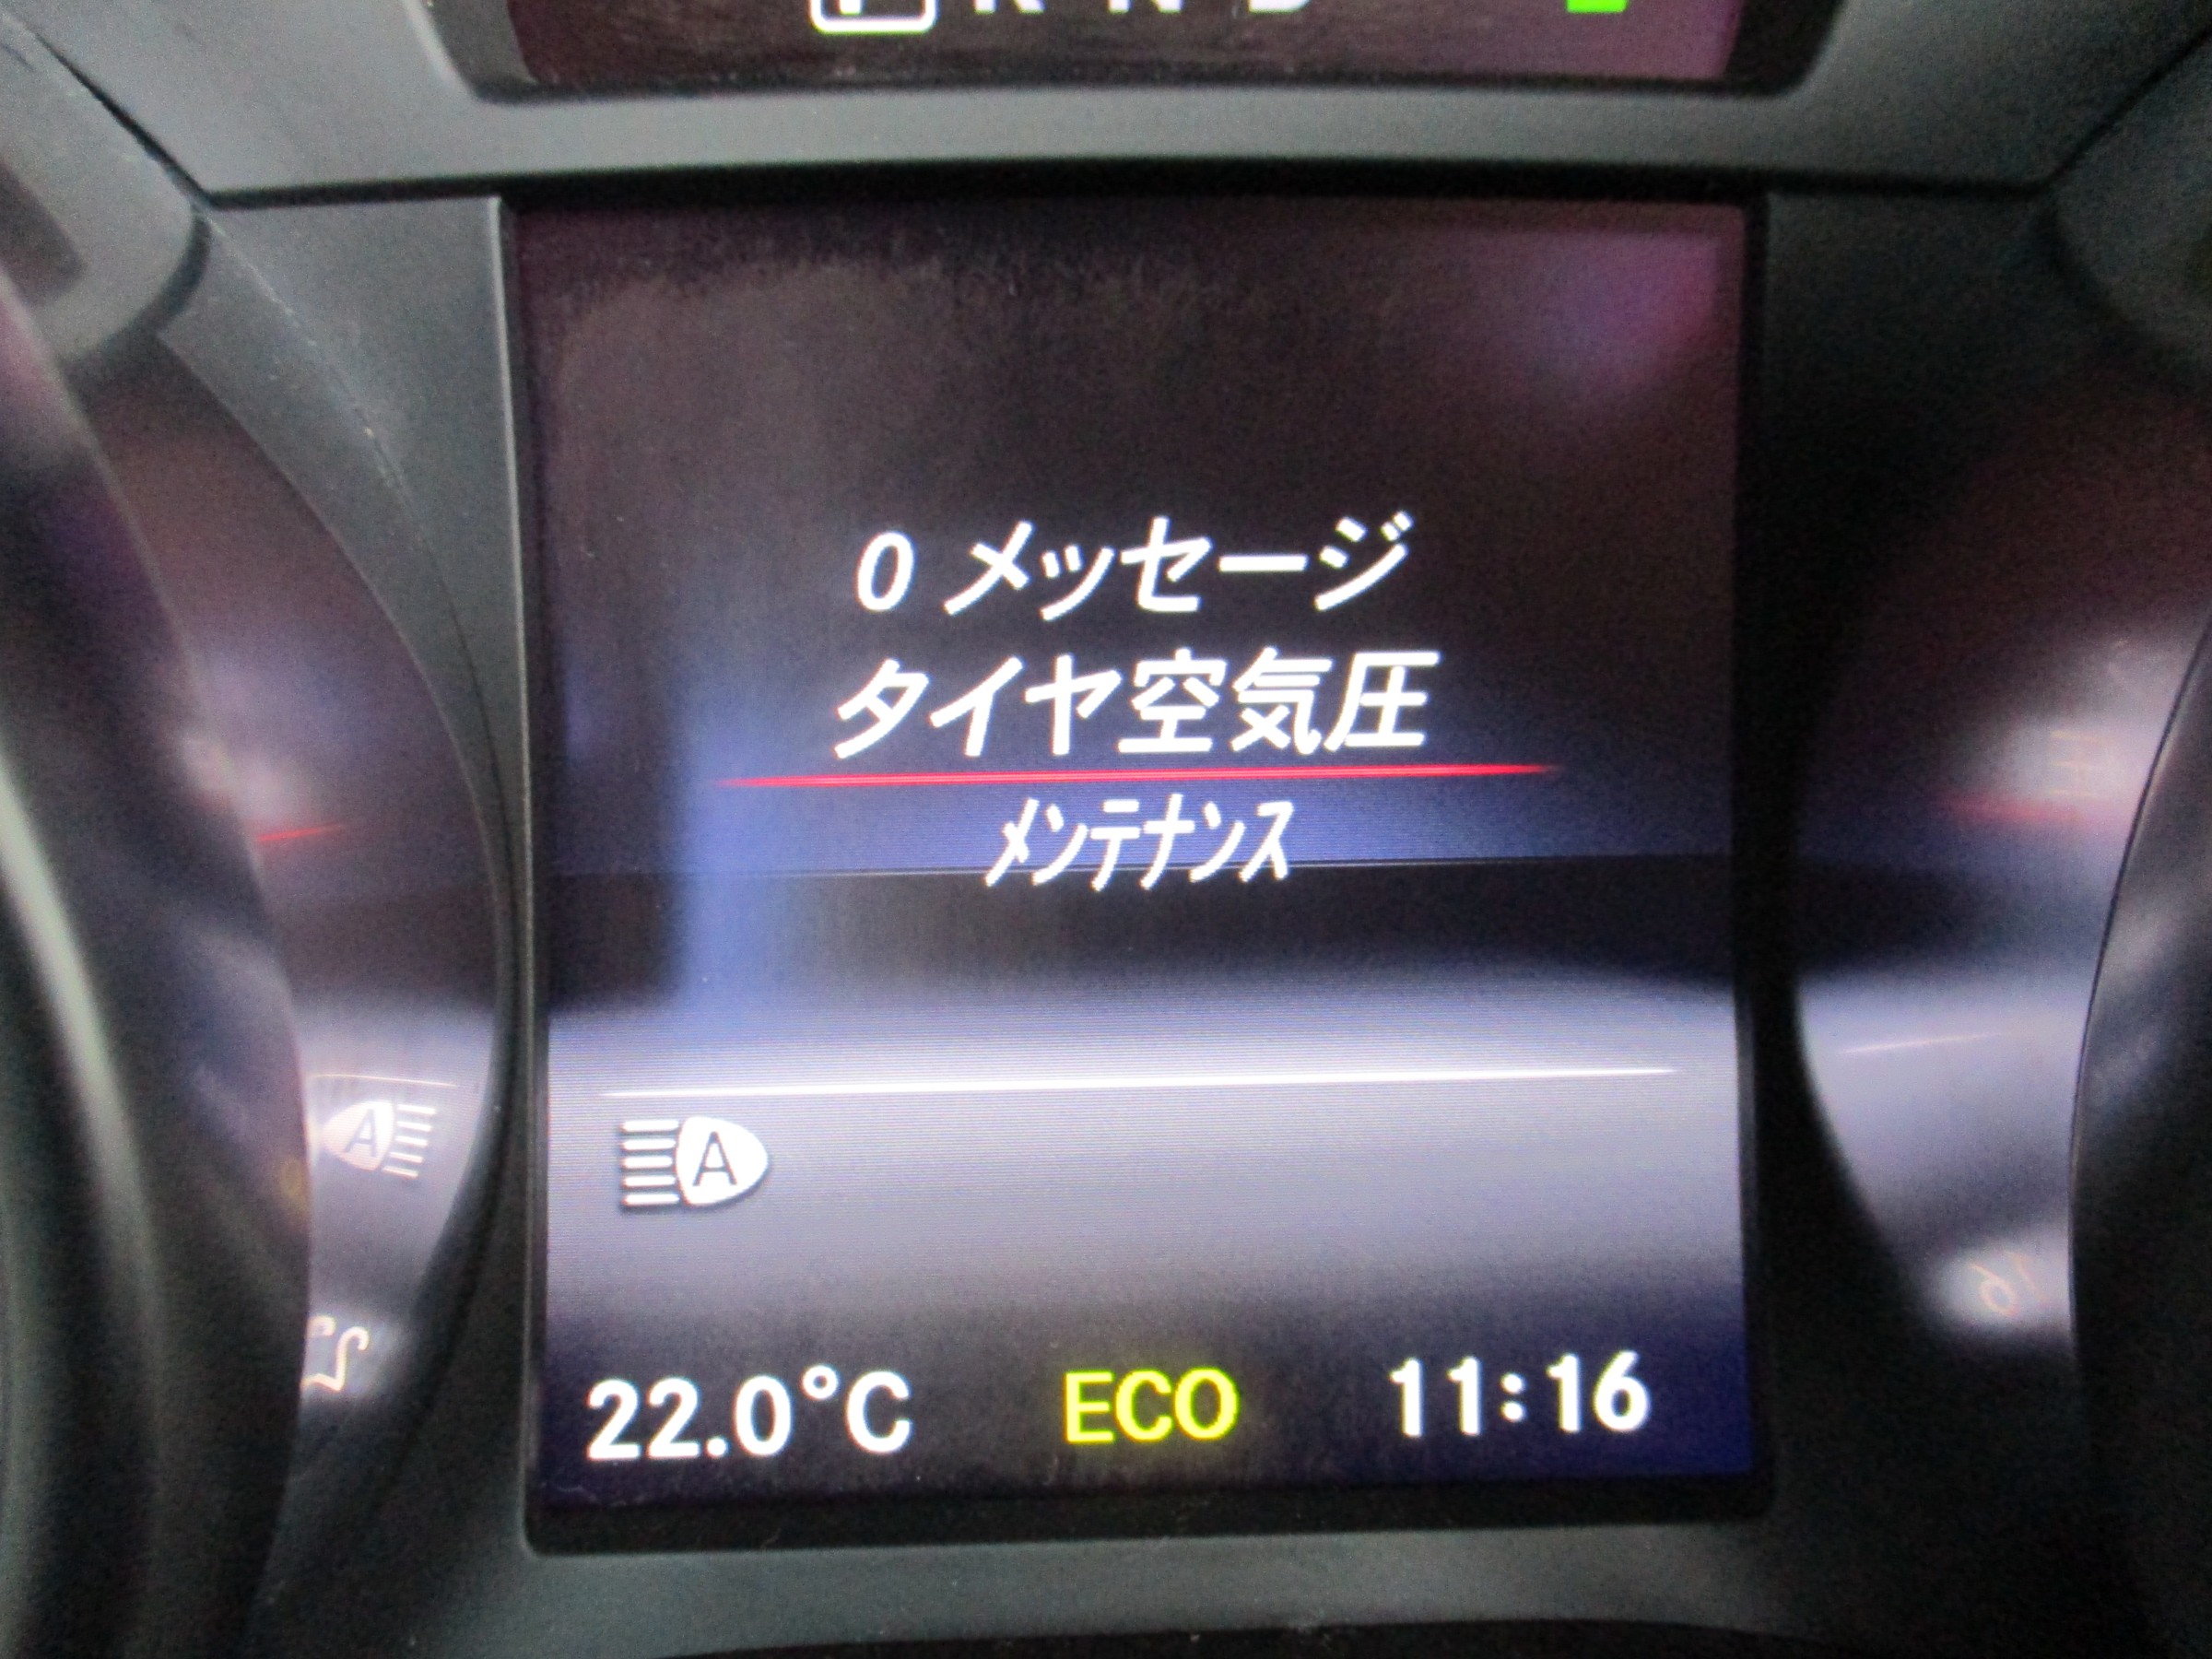 0 メッセージ
タイヤ空気圧
メンテナンス
A
22.0°C ECO 11:16